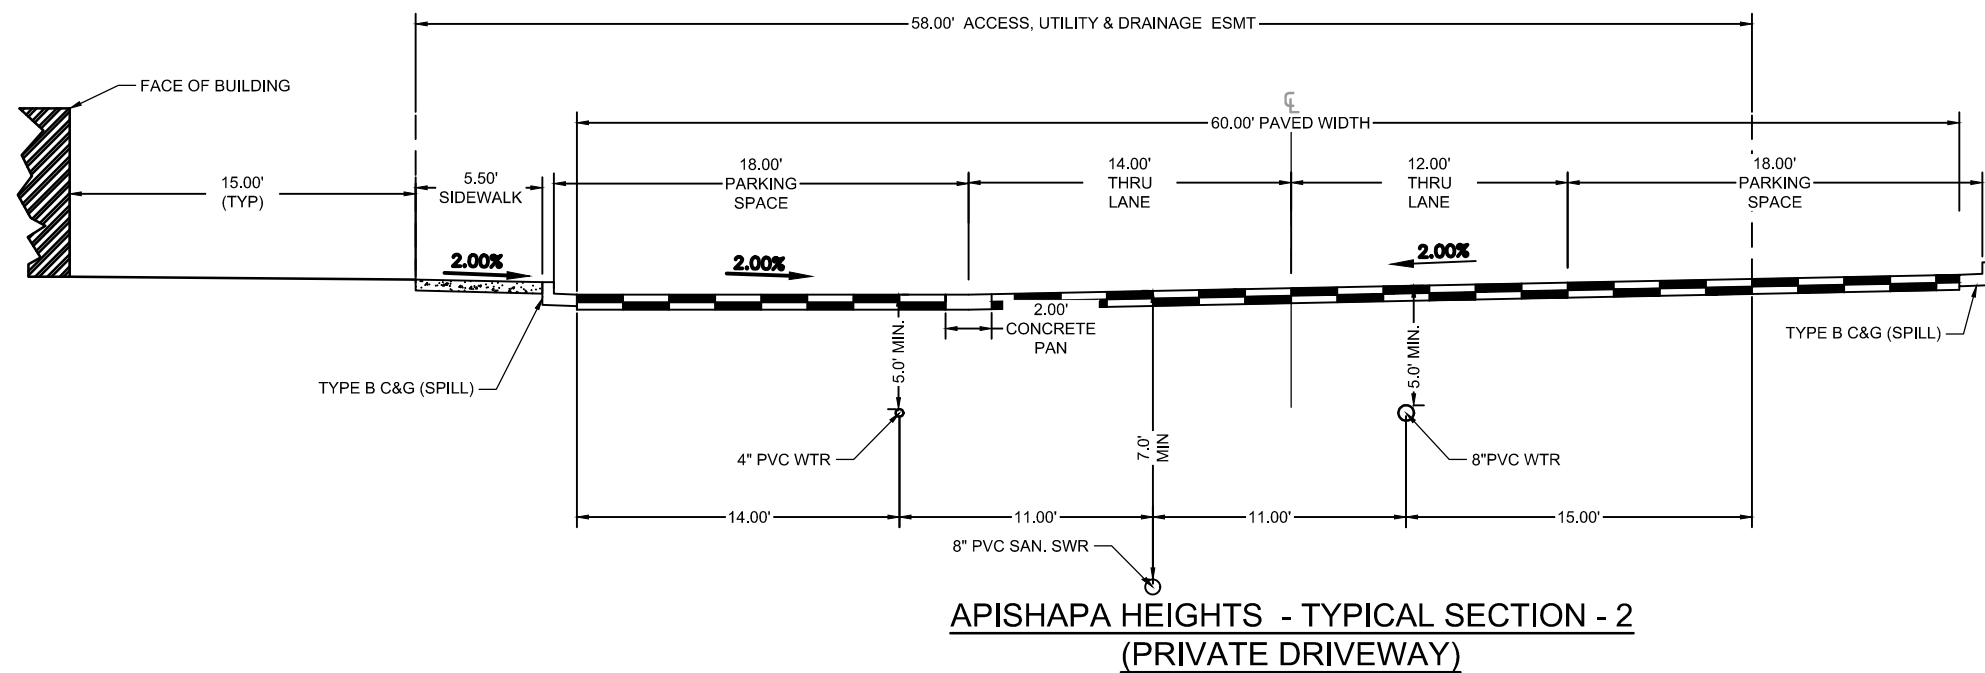 58.00' ACCESS, UTILITY & DRAINAGE ESMT
FACE OF BUILDING
℄
60.00' PAVED WIDTH
15.00'
(TYP)
5.50'
SIDEWALK
18.00'
PARKING
SPACE
14.00'
THRU
LANE
12.00'
THRU
LANE
18.00'
PARKING
SPACE
2.00%
2.00%
2.00%
2.00'
CONCRETE
PAN
5.0' MIN.
5.0' MIN.
TYPE B C&G (SPILL)
TYPE B C&G (SPILL)
7.0'
MIN
4" PVC WTR
8"PVC WTR
14.00'
11.00'
11.00'
15.00'
8" PVC SAN. SWR
APISHAPA HEIGHTS - TYPICAL SECTION - 2
(PRIVATE DRIVEWAY)